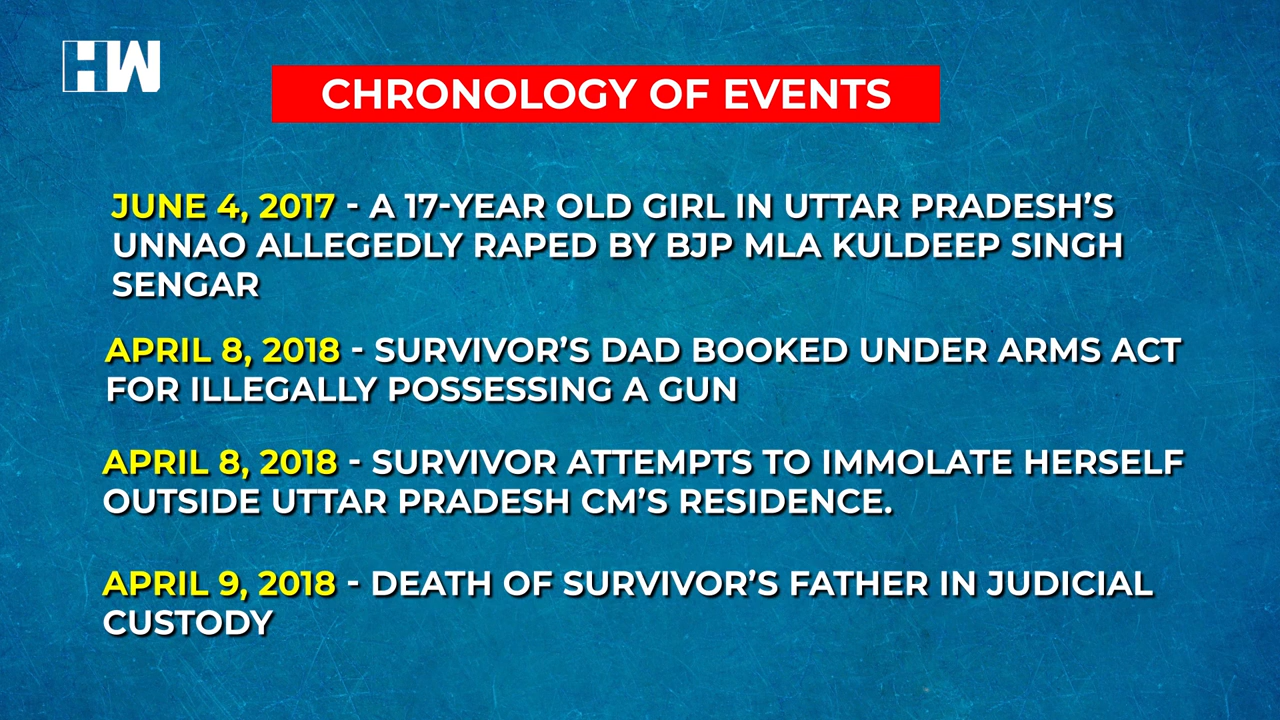 HW
CHRONOLOGY OF EVENTS
JUNE 4, 2017 - A 17-YEAR OLD GIRL IN UTTAR PRADESH'S
UNNAO ALLEGEDLY RAPED BY BJP MLA KULDEEP SINGH
SENGAR
APRIL 8, 2018 - SURVIVOR'S DAD BOOKED UNDER ARMS ACT
FOR ILLEGALLY POSSESSING A GUN
APRIL 8, 2018 - SURVIVOR ATTEMPTS TO IMMOLATE HERSELF
OUTSIDE UTTAR PRADESH CM'S RESIDENCE.
APRIL 9, 2018 - DEATH OF SURVIVOR'S FATHER IN JUDICIAL
CUSTODY